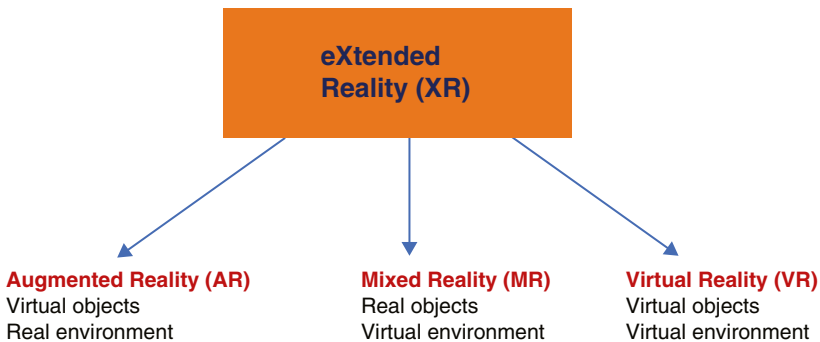 eXtended
Reality (XR)
Augmented Reality (AR)
Virtual objects
Real environment
Mixed Reality (MR)
Real objects
Virtual environment
Virtual Reality (VR)
Virtual objects
Virtual environment